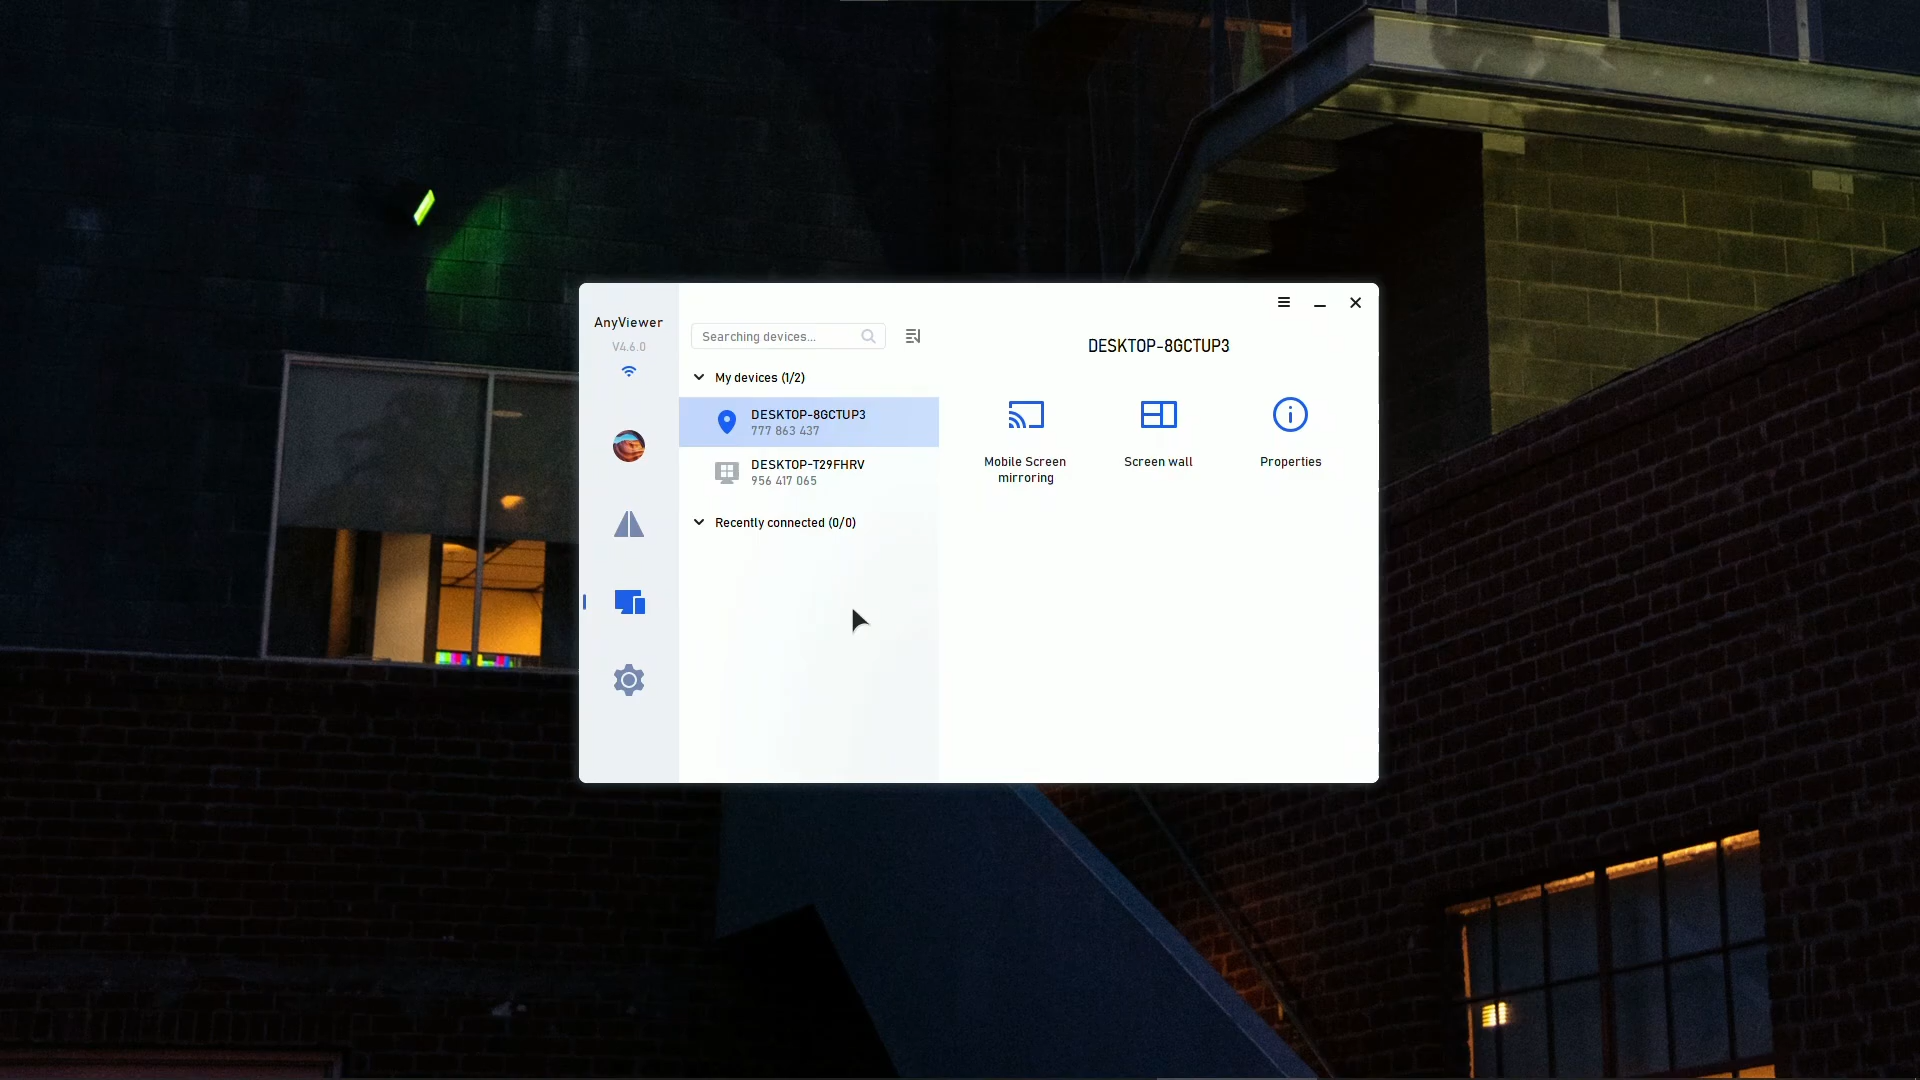 AnyViewer
V4.6.0
Searching devices...
My devices (1/2)
DESKTOP-8GCTUP3
777 863 437
DESKTOP-T29FHRV
956 417 065
Recently connected (0/0)
DESKTOP-8GCTUP3
Mobile Screen
mirroring
Screen wall
Properties